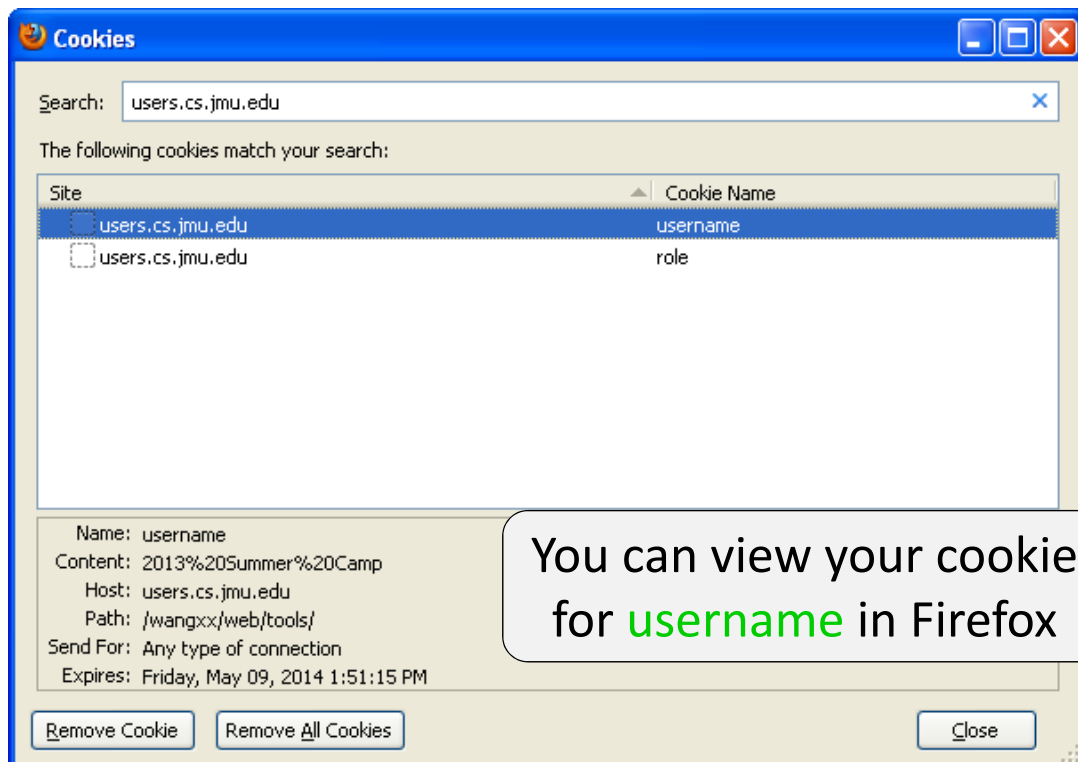 Cookies
Search: users.cs.jmu.edu
The following cookies match your search:
Site Cookie Name
users.cs.jmu.edu username
users.cs.jmu.edu role
Name: username
Content: 2013%20Summer%20Camp
Host: users.cs.jmu.edu
Path: /wangxx/web/tools/
Send For: Any type of connection
Expires: Friday, May 09, 2014 1:51:15 PM
You can view your cookie
for username in Firefox
Remove Cookie Remove All Cookies Close